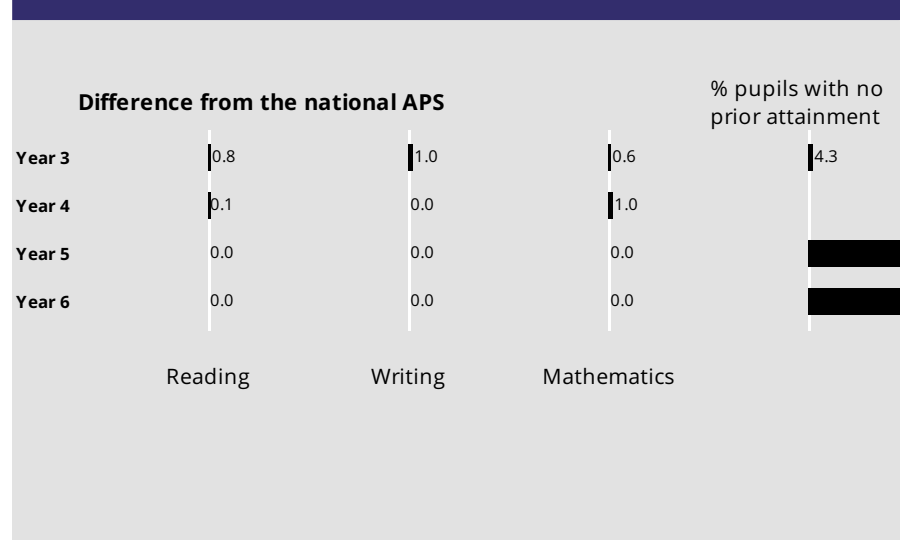 Difference from the national APS
% pupils with no
prior attainment
Year 3 0.8 1.0 0.6 4.3
Year 4 0.1 0.0 1.0
Year 5 0.0 0.0 0.0
Year 6 0.0 0.0 0.0
Reading Writing Mathematics